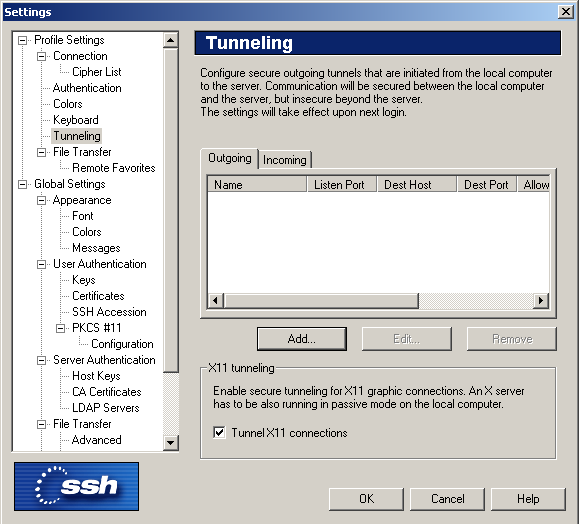 Settings
Profile Settings
Connection
Cipher List
Authentication
Colors
Keyboard
Tunneling
File Transfer
Remote Favorites
Global Settings
Appearance
Font
Colors
Messages
User Authentication
Keys
Certificates
SSH Accession
PKCS #11
Configuration
Server Authentication
Host Keys
CA Certificates
LDAP Servers
File Transfer
Advanced
ssh
Tunneling
Configure secure outgoing tunnels that are initiated from the local computer
to the server. Communication will be secured between the local computer
and the server, but insecure beyond the server.
The settings will take effect upon next login.
Outgoing Incoming
Name Listen Port Dest Host Dest Port Allow
Add... Edit... Remove
X11 tunneling
Enable secure tunneling for X11 graphic connections. An X server
has to be also running in passive mode on the local computer.
Tunnel X11 connections
OK Cancel Help